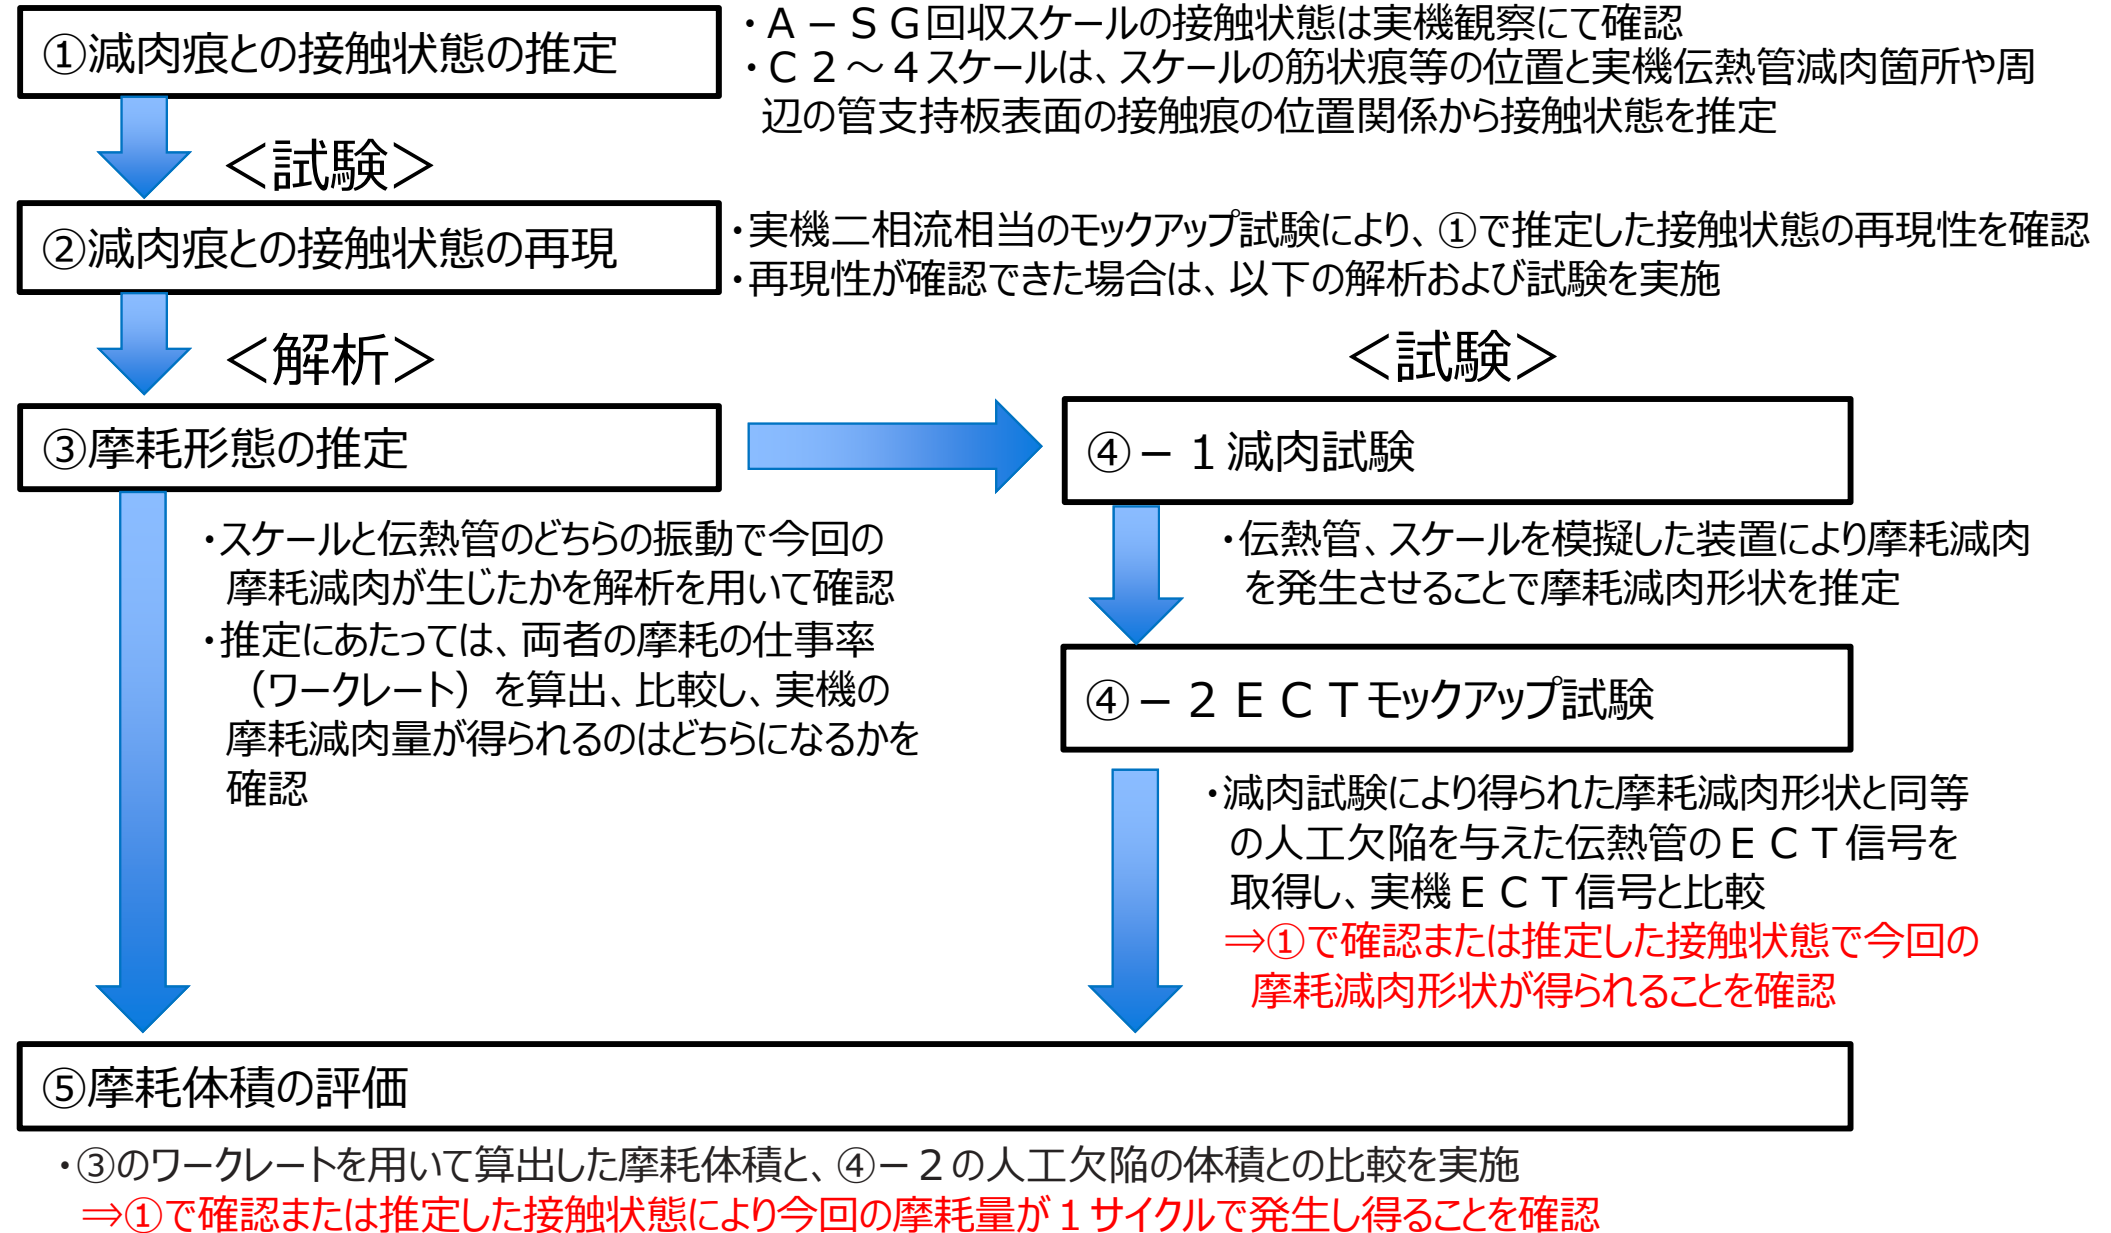 ①減肉痕との接触状態の推定
・Ａ－ＳＧ回収スケールの接触状態は実機観察にて確認
・Ｃ２～４スケールは、スケールの筋状痕等の位置と実機伝熱管減肉箇所や周
辺の管支持板表面の接触痕の位置関係から接触状態を推定
＜試験＞
②減肉痕との接触状態の再現
・実機二相流相当のモックアップ試験により、①で推定した接触状態の再現性を確認
・再現性が確認できた場合は、以下の解析および試験を実施
＜解析＞
③摩耗形態の推定
・スケールと伝熱管のどちらの振動で今回の
摩耗減肉が生じたかを解析を用いて確認
・推定にあたっては、両者の摩耗の仕事率
（ワークレート）を算出、比較し、実機の
摩耗減肉量が得られるのはどちらになるかを
確認
＜試験＞
④－１減肉試験
・伝熱管、スケールを模擬した装置により摩耗減肉
を発生させることで摩耗減肉形状を推定
④－２ＥＣＴモックアップ試験
・減肉試験により得られた摩耗減肉形状と同等
の人工欠陥を与えた伝熱管のＥＣＴ信号を
取得し、実機ＥＣＴ信号と比較
⇒①で確認または推定した接触状態で今回の
摩耗減肉形状が得られることを確認
⑤摩耗体積の評価
・③のワークレートを用いて算出した摩耗体積と、④－２の人工欠陥の体積との比較を実施
⇒①で確認または推定した接触状態により今回の摩耗量が１サイクルで発生し得ることを確認